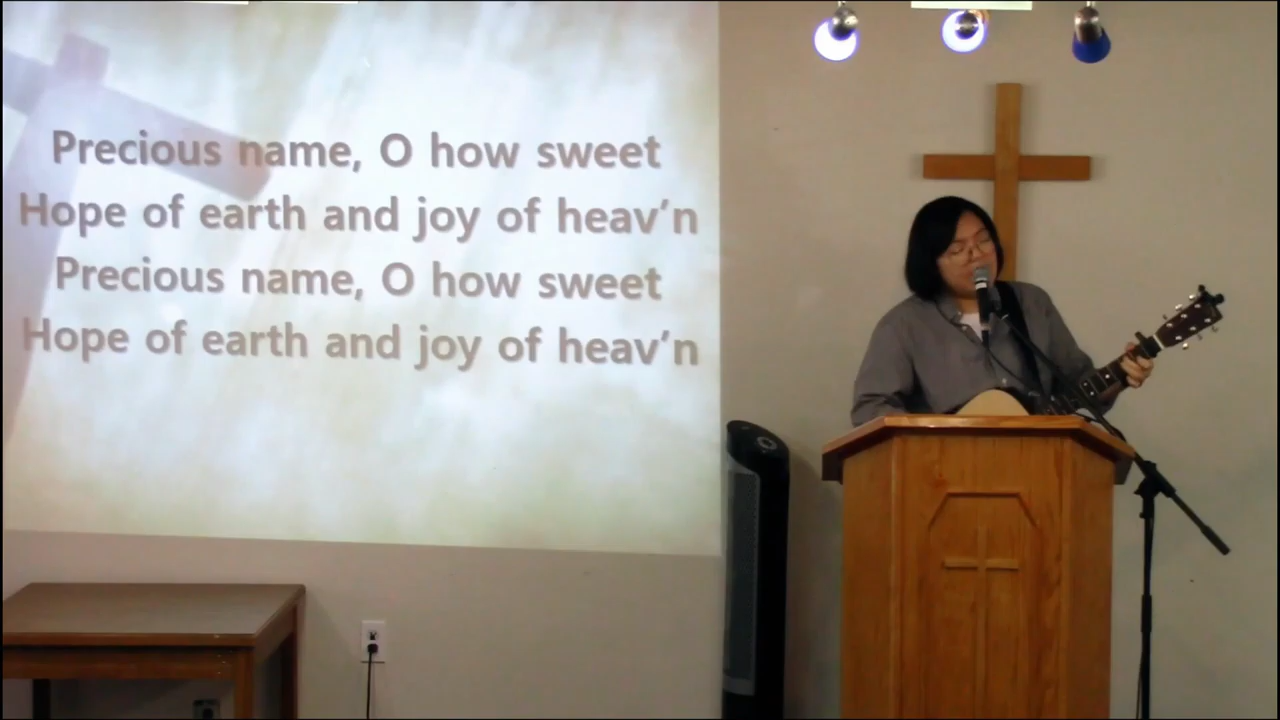 Precious name, O how sweet
Hope of earth and joy of heav’n
Precious name, O how sweet
Hope of earth and joy of heav’n